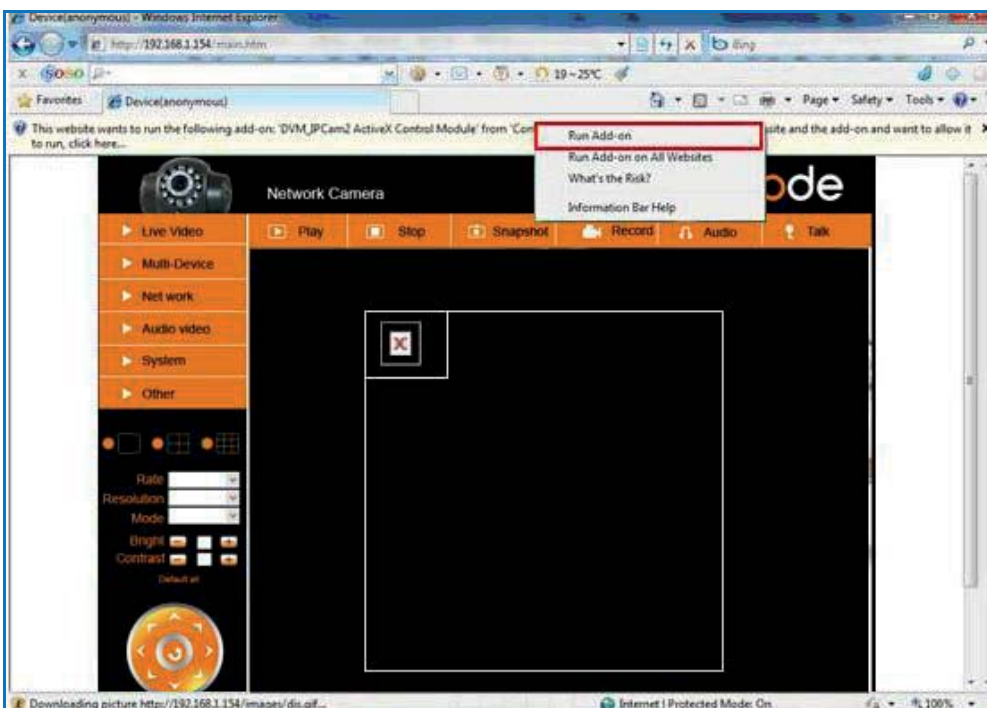 Device(anonymous) - Windows Internet Explorer
http://192.168.1.154/main.htm
Bing
SOSO
19~25℃
Favorites
Device(anonymous)
Page Safety Tools
This website wants to run the following add-on: 'DVM_IPCam2 ActiveX Control Module' from 'Con
site and the add-on and want to allow it
to run, click here...
Run Add-on
Run Add-on on All Websites
What's the Risk?
Information Bar Help
Network Camera
ode
Live Video
Play
Stop
Snapshot
Record
Audio
Talk
Multi-Device
Net work
Audio video
System
Other
Rate
Resolution
Mode
Bright
Contrast
Default all
Downloading picture http://192.168.1.154/images/dis.gif...
Internet | Protected Mode: On
100%